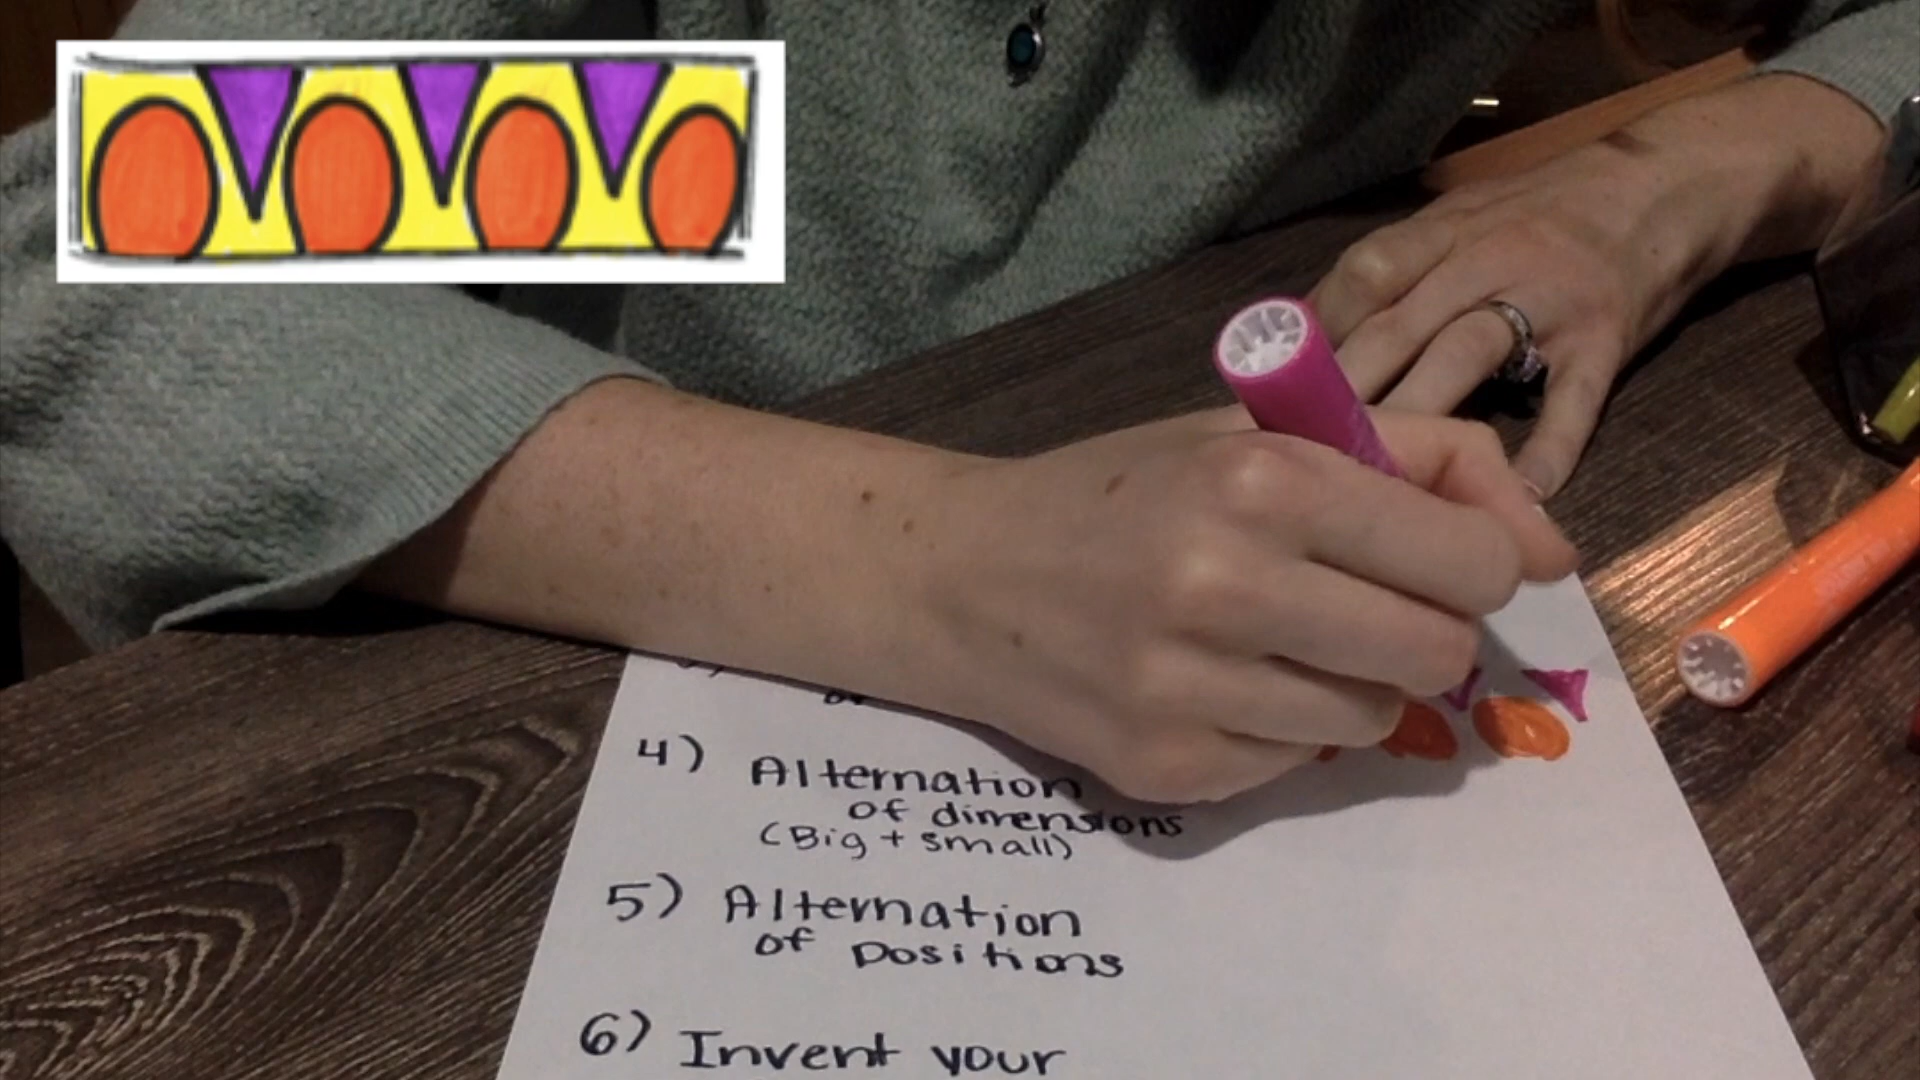 4) Alternation
of dimensions
(Big + small)
5) Alternation
of Positions
6) Invent your